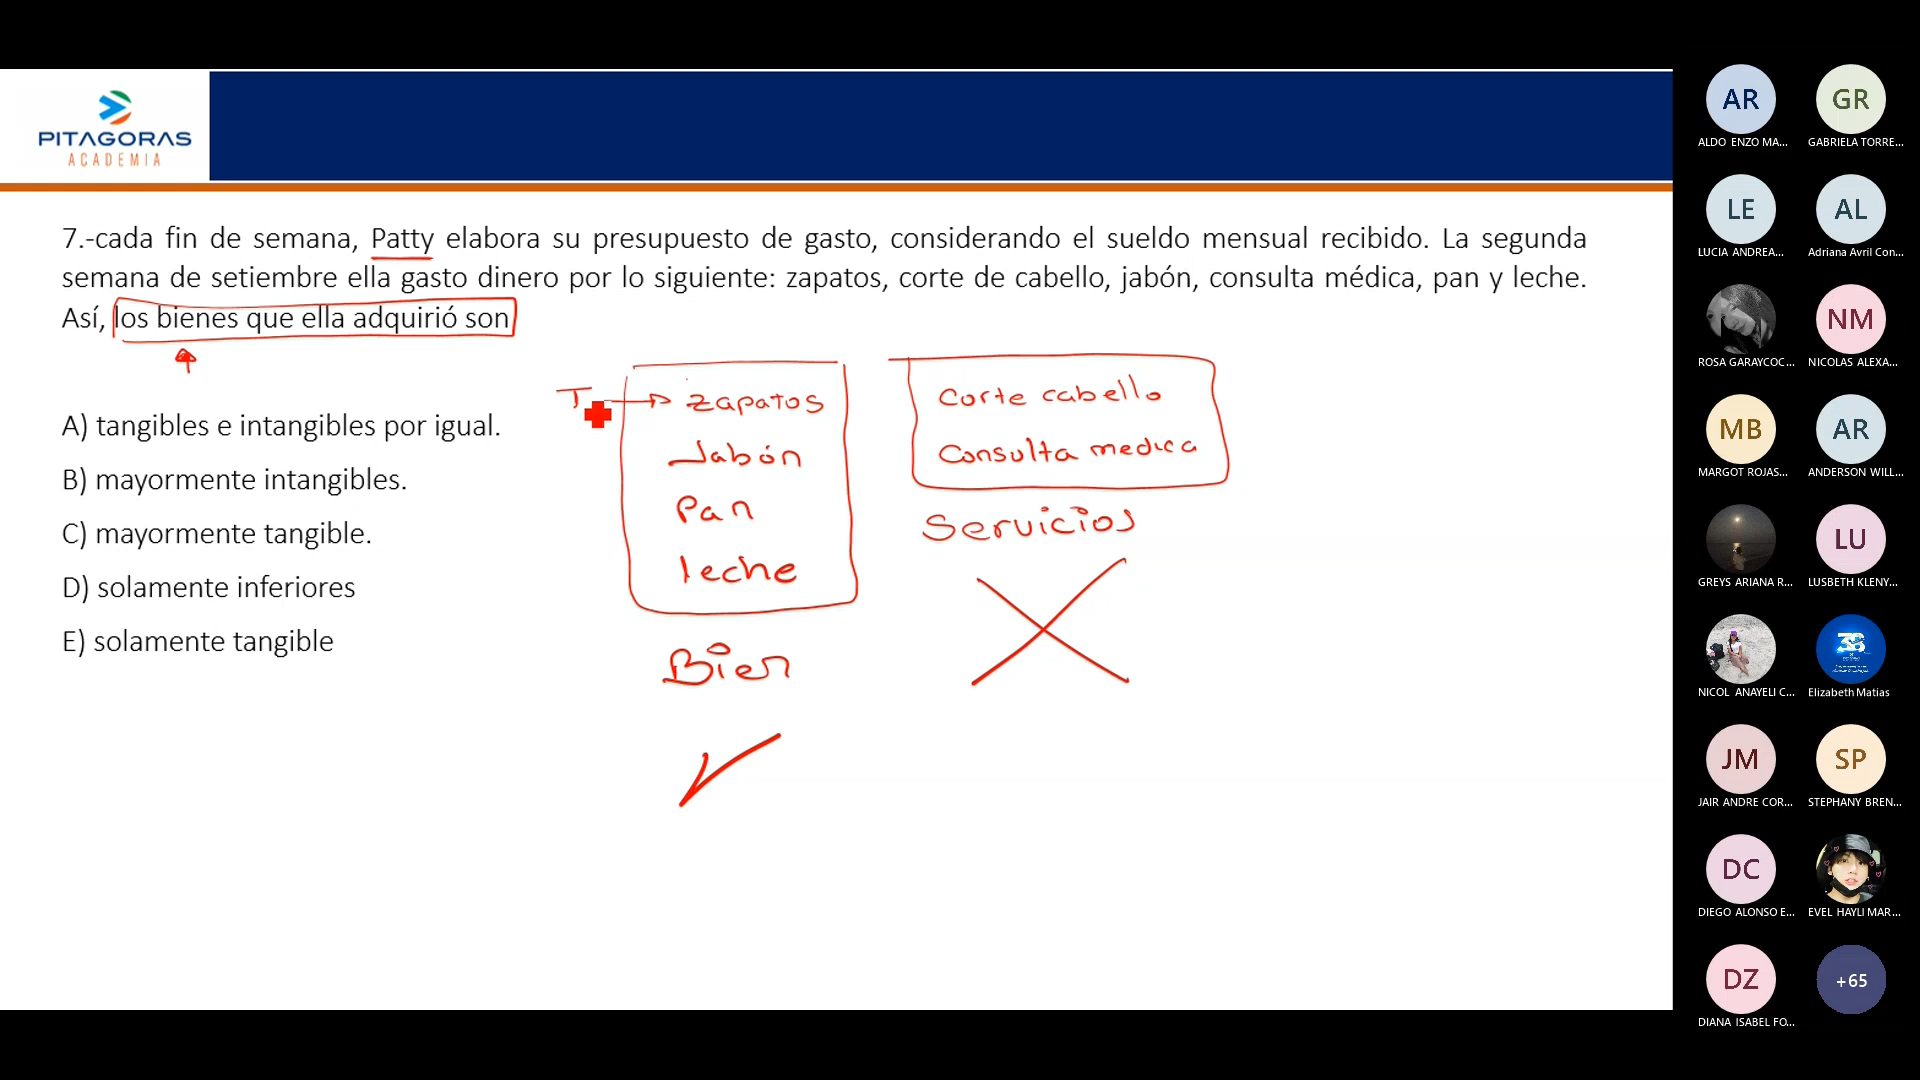 PITAGORAS
ACADEMIA
7.-cada fin de semana, Patty elabora su presupuesto de gasto, considerando el sueldo mensual recibido. La segunda
semana de setiembre ella gasto dinero por lo siguiente: zapatos, corte de cabello, jabón, consulta médica, pan y leche.
Así, los bienes que ella adquirió son
A) tangibles e intangibles por igual.
B) mayormente intangibles.
C) mayormente tangible.
D) solamente inferiores
E) solamente tangible
T
zapatos
Jabón
Pan
leche
Bien
Corte cabello
Consulta medica
Servicios
AR
ALDO ENZO MA...
GR
GABRIELA TORRE...
LE
LUCIA ANDREA...
AL
Adriana Avril Con...
ROSA GARAYCOC...
NM
NICOLAS ALEXA...
MB
MARGOT ROJAS...
AR
ANDERSON WILL...
GREYS ARIANA R...
LU
LUSBETH KLENY...
NICOL ANAYELI C...
38
Elizabeth Matias
JM
JAIR ANDRE COR...
SP
STEPHANY BREN...
DC
DIEGO ALONSO E...
EVEL HAYLI MAR...
DZ
DIANA ISABEL FO...
+65